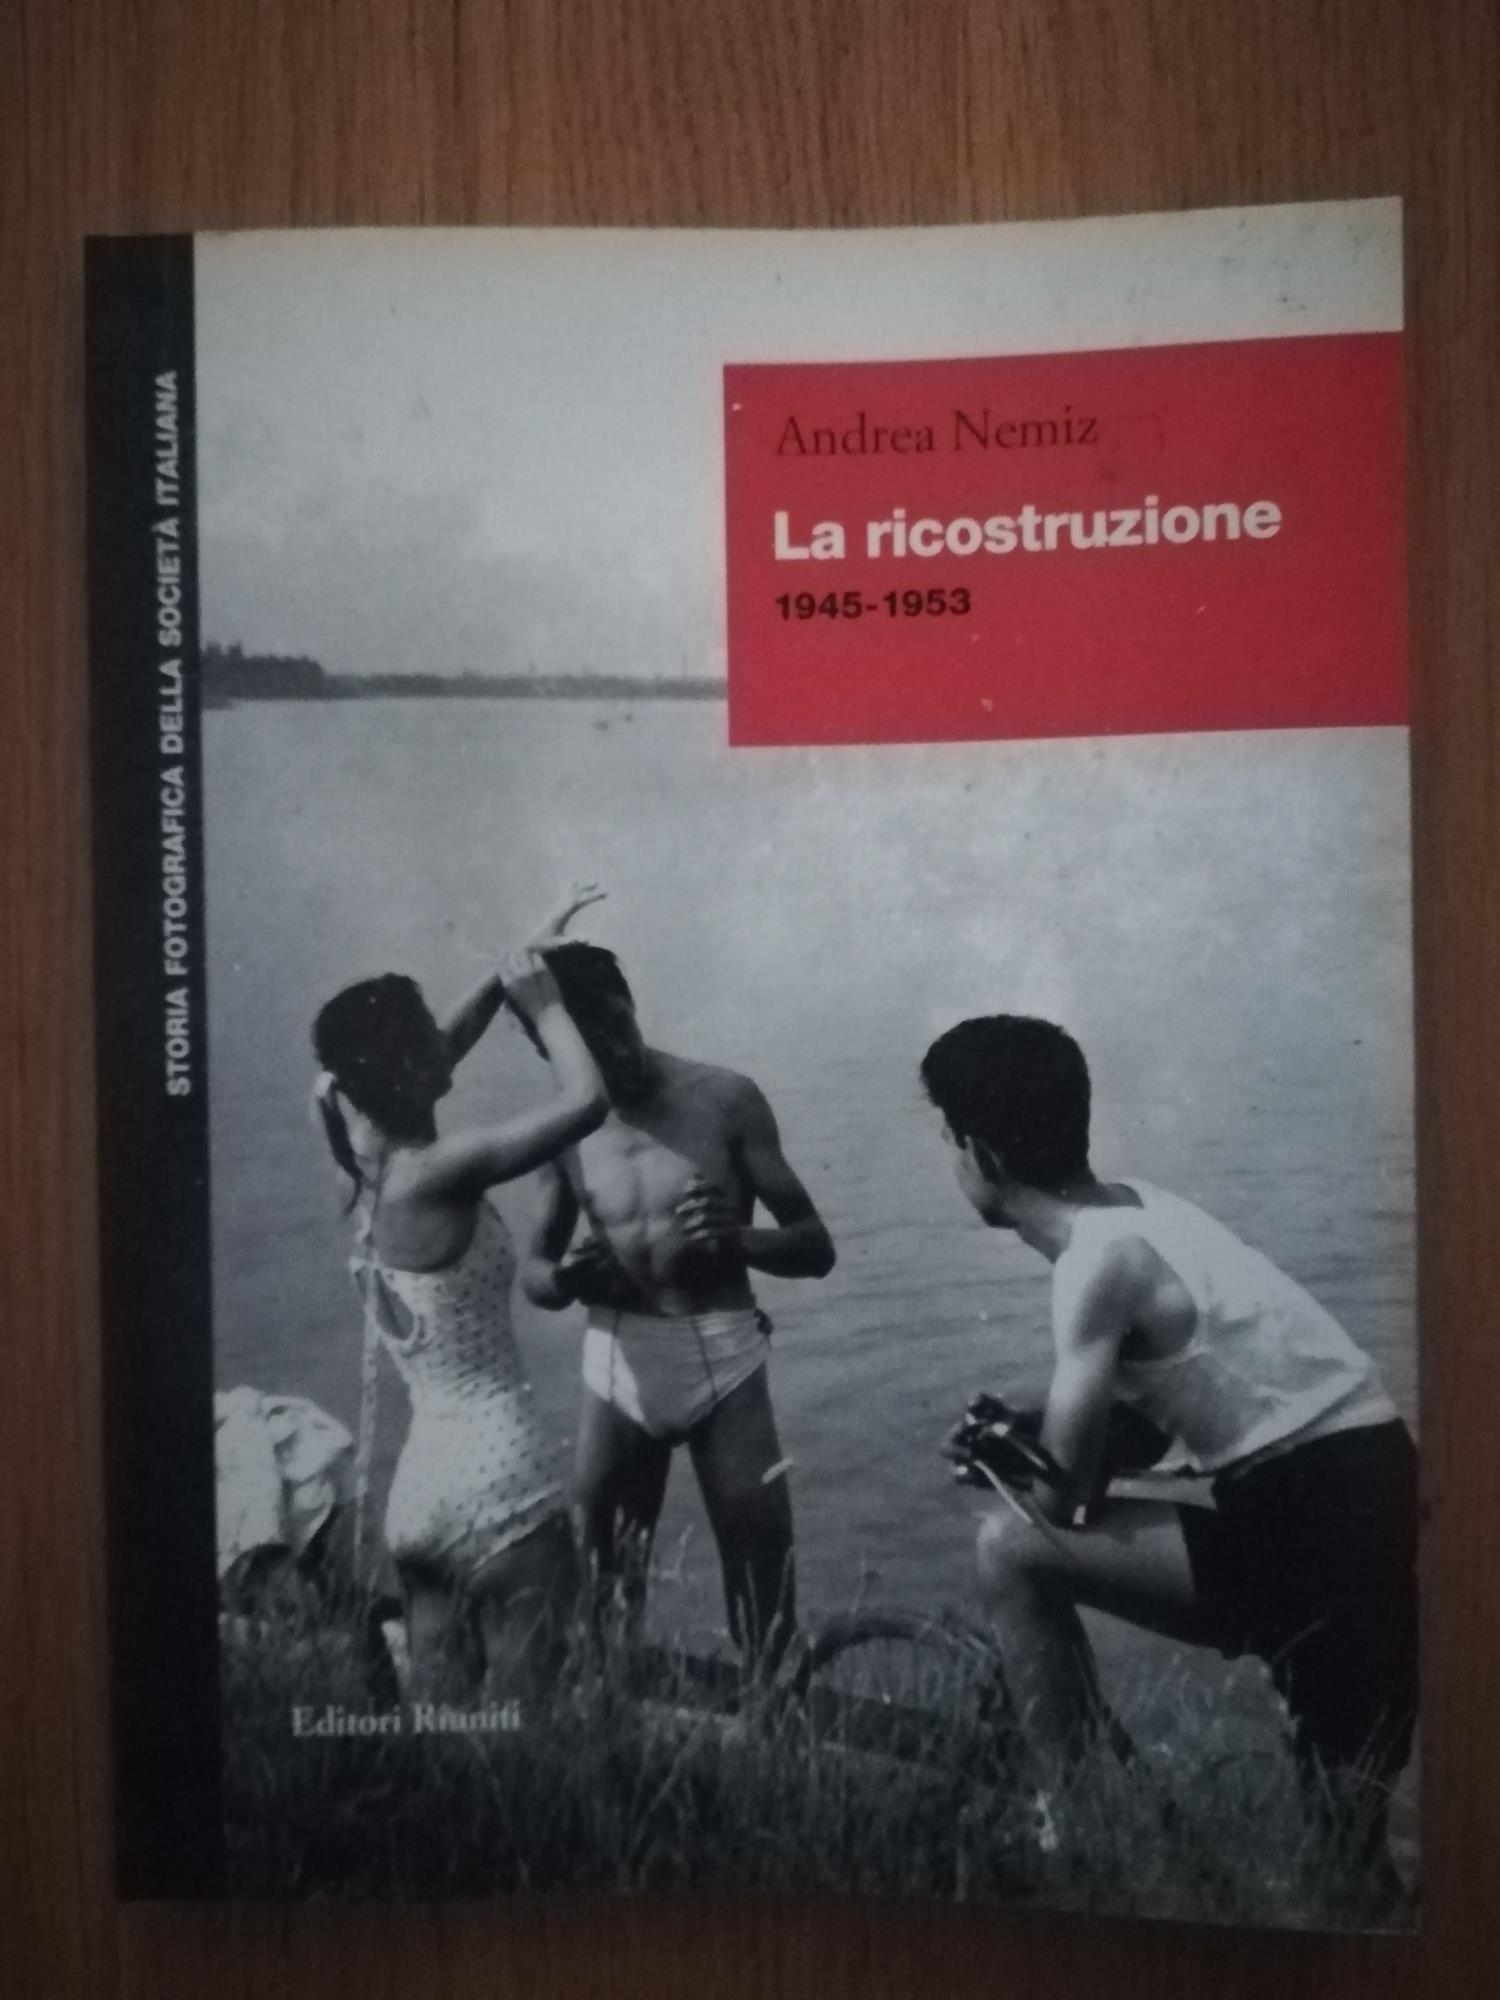 STORIA FOTOGRAFICA DELLA SOCIETÀ ITALIANA
Andrea Nemiz
La ricostruzione
1945-1953
Editori Riuniti